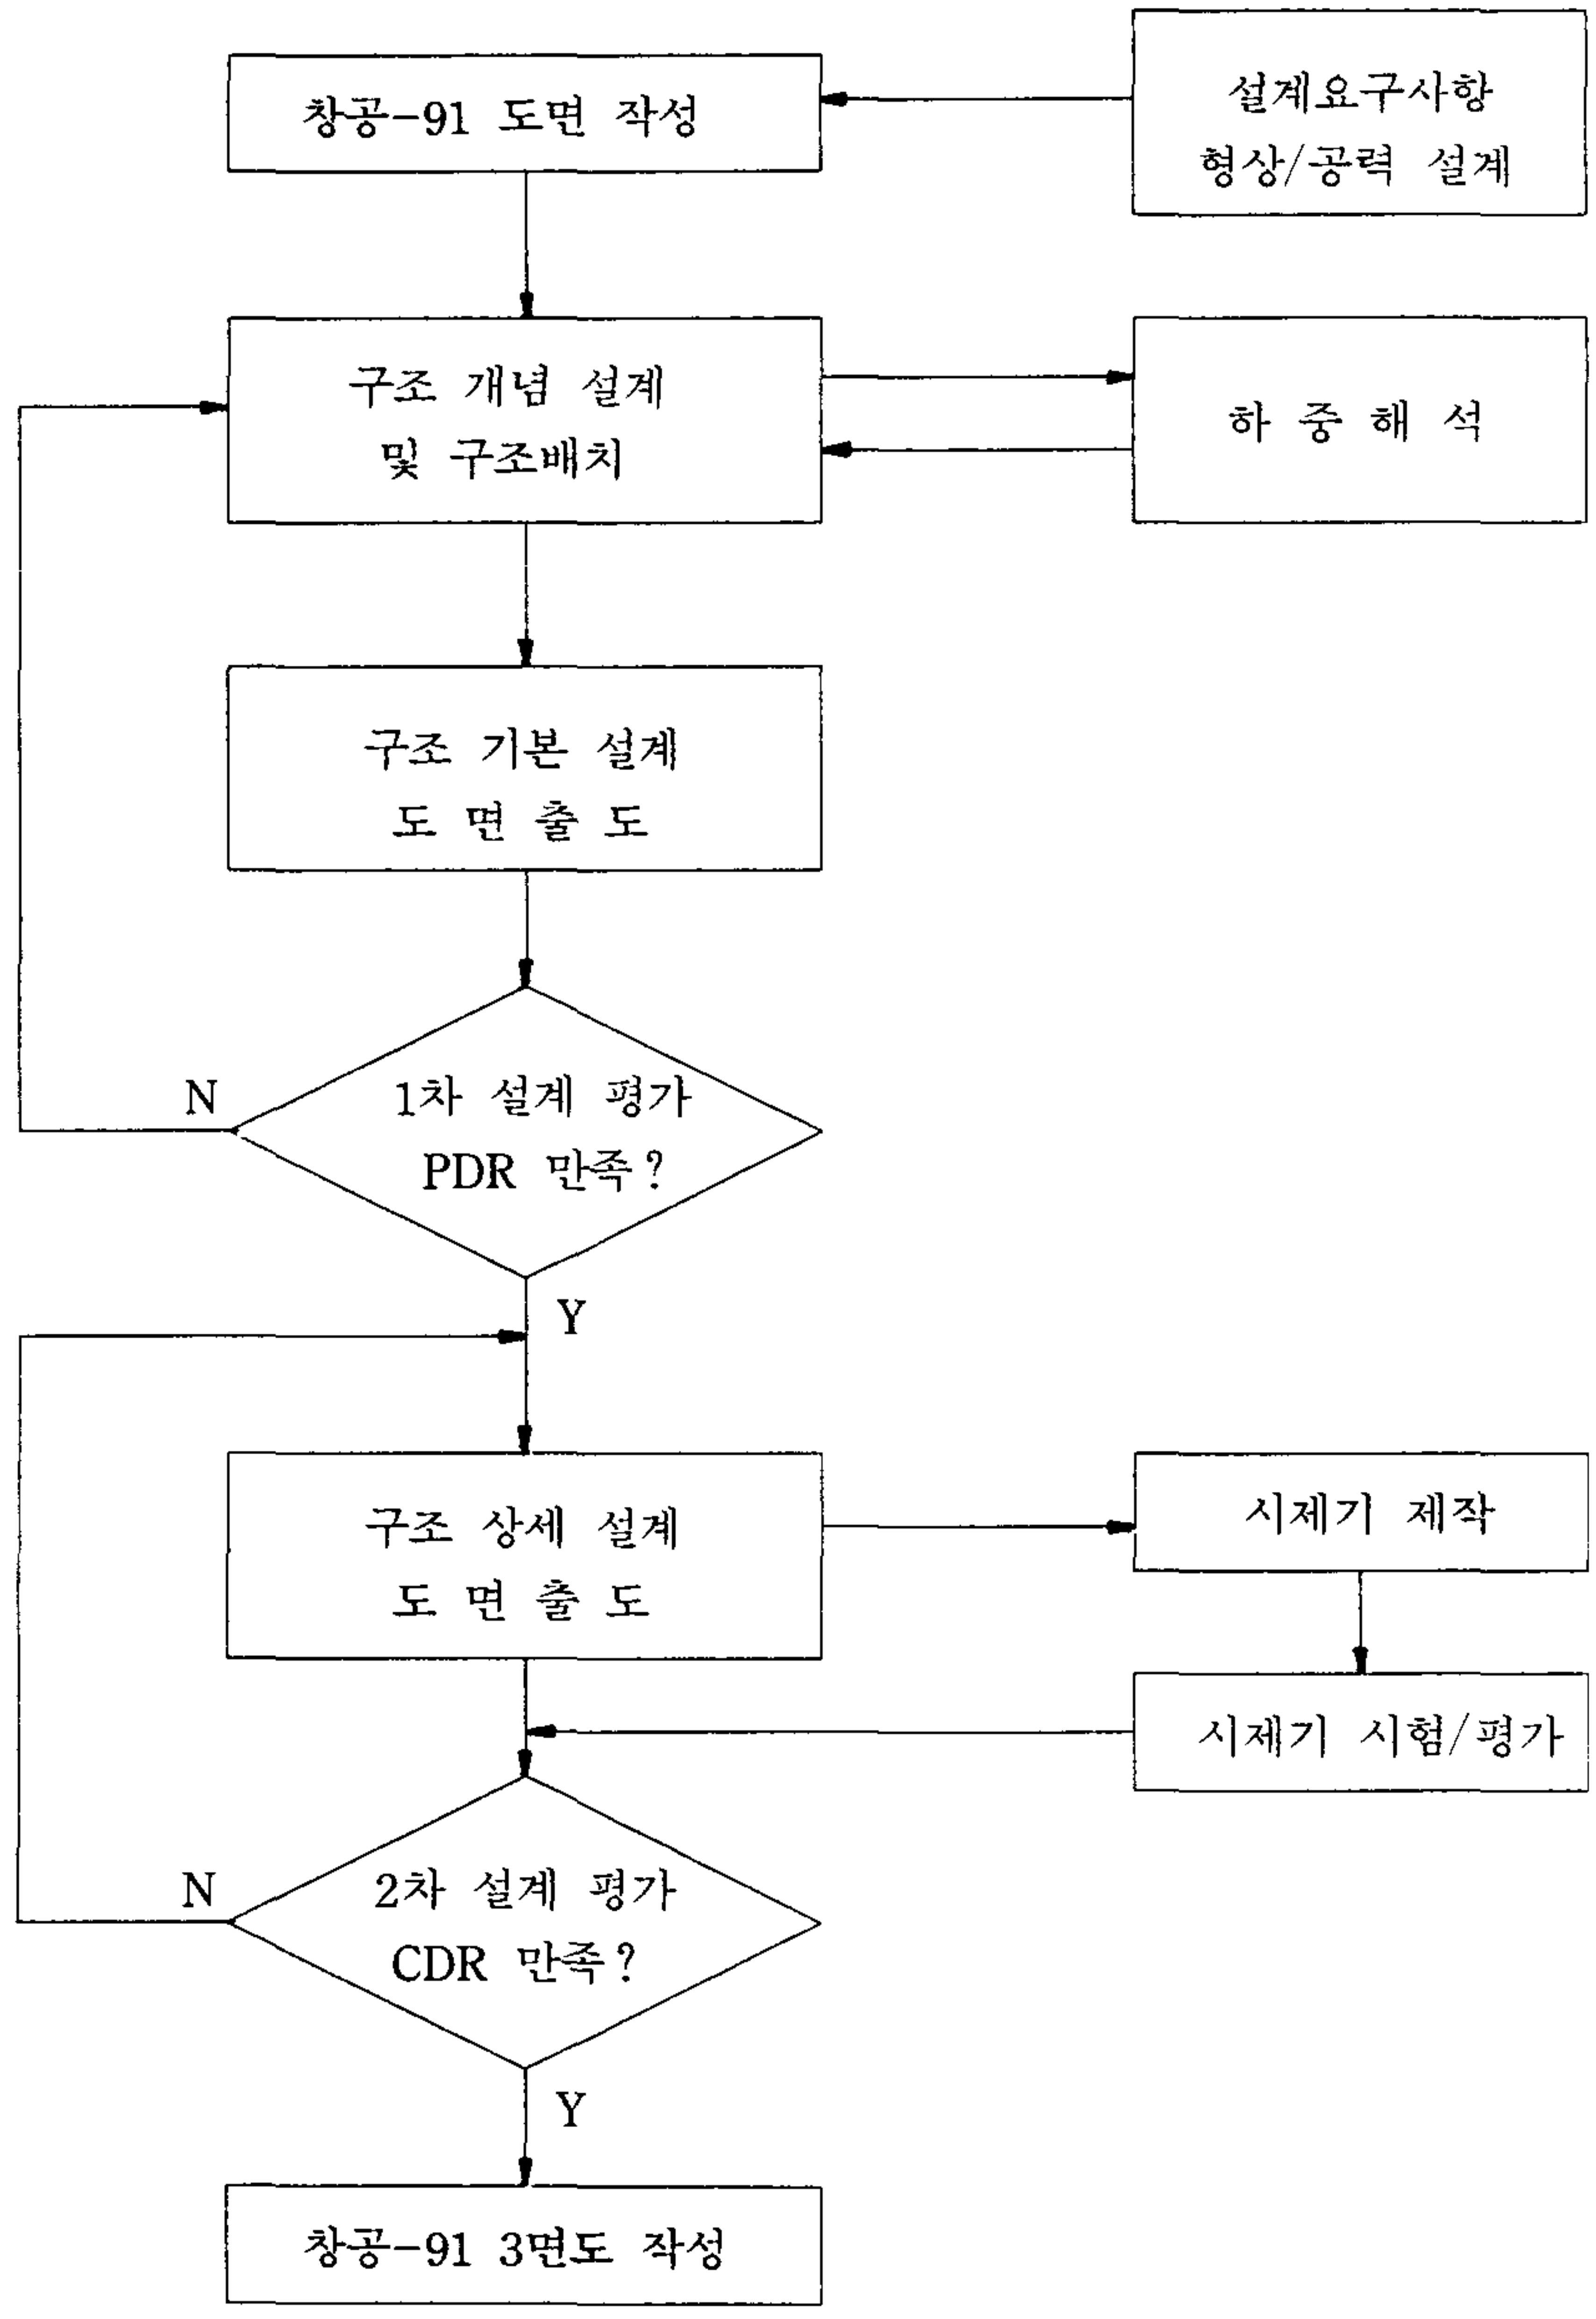 창공-91 도면 작성
설계요구사항
형상/공력 설계
구조 개념 설계
및 구조배치
하 중 해 석
구조 기본 설계
도 면 출 도
N
1차 설계 평가
PDR 만족?
Y
구조 상세 설계
도 면 출 도
시제기 제작
시제기 시험/평가
N
2차 설계 평가
CDR 만족?
Y
창공-91 3면도 작성